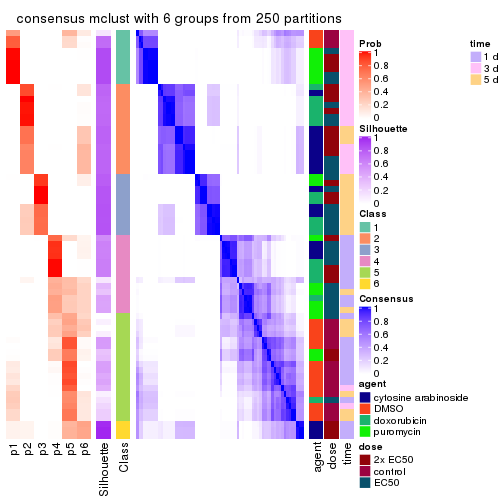 consensus mclust with 6 groups from 250 partitions
Prob
1
0.8
0.6
0.4
0.2
0
time
1 d
3 d
5 d
Silhouette
1
0.8
0.6
0.4
0.2
0
Class
1
2
3
4
5
6
Consensus
1
0.8
0.6
0.4
0.2
0
agent
cytosine arabinoside
DMSO
doxorubicin
puromycin
dose
2x EC50
control
EC50
p1
p2
p3
p4
p5
p6
Silhouette
Class
agent
dose
time